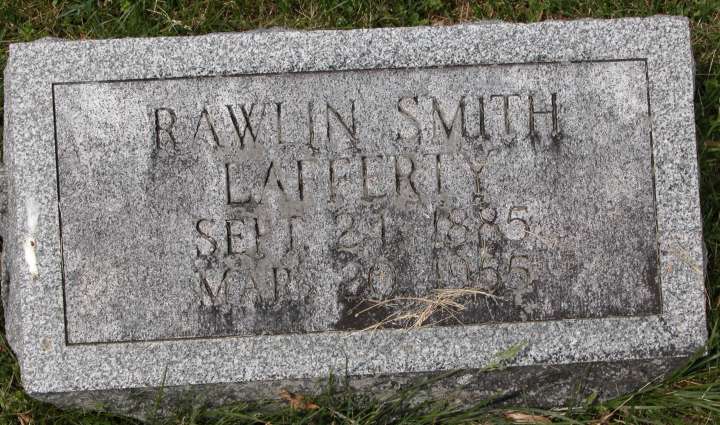 RAWLIN SMITH
LAFFERTY
SEPT. 21 1885
MAR. 20 1955